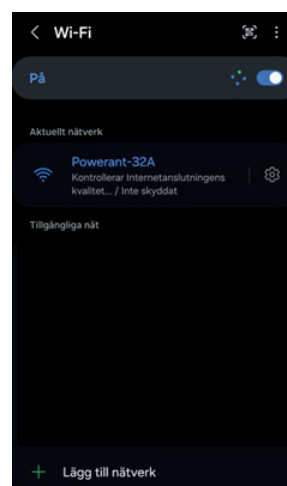 Wi-Fi
På
Aktuellt nätverk
Powerant-32A
Kontrollerar Internetanslutningens
kvalitet... / Inte skyddat
Tillgängliga nät
Lägg till nätverk